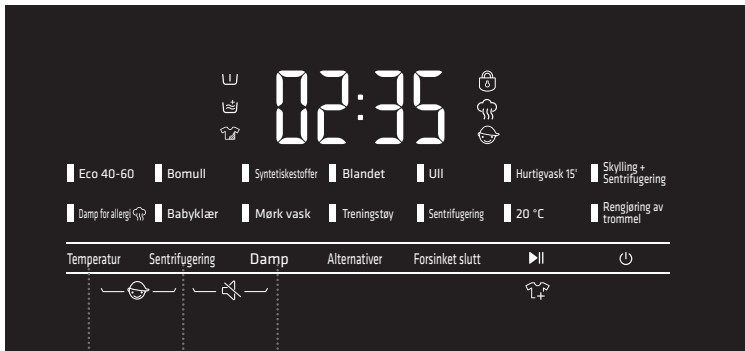 02:35
Eco 40-60 Bomull Syntetiskestoffer Blandet Ull Hurtigvask 15' Skylling +
Sentrifugering
Damp for allergi Babyklær Mørk vask Treningstøy Sentrifugering 20 °C Rengjøring av
trommel
Temperatur Sentrifugering Damp Alternativer Forsinket slutt